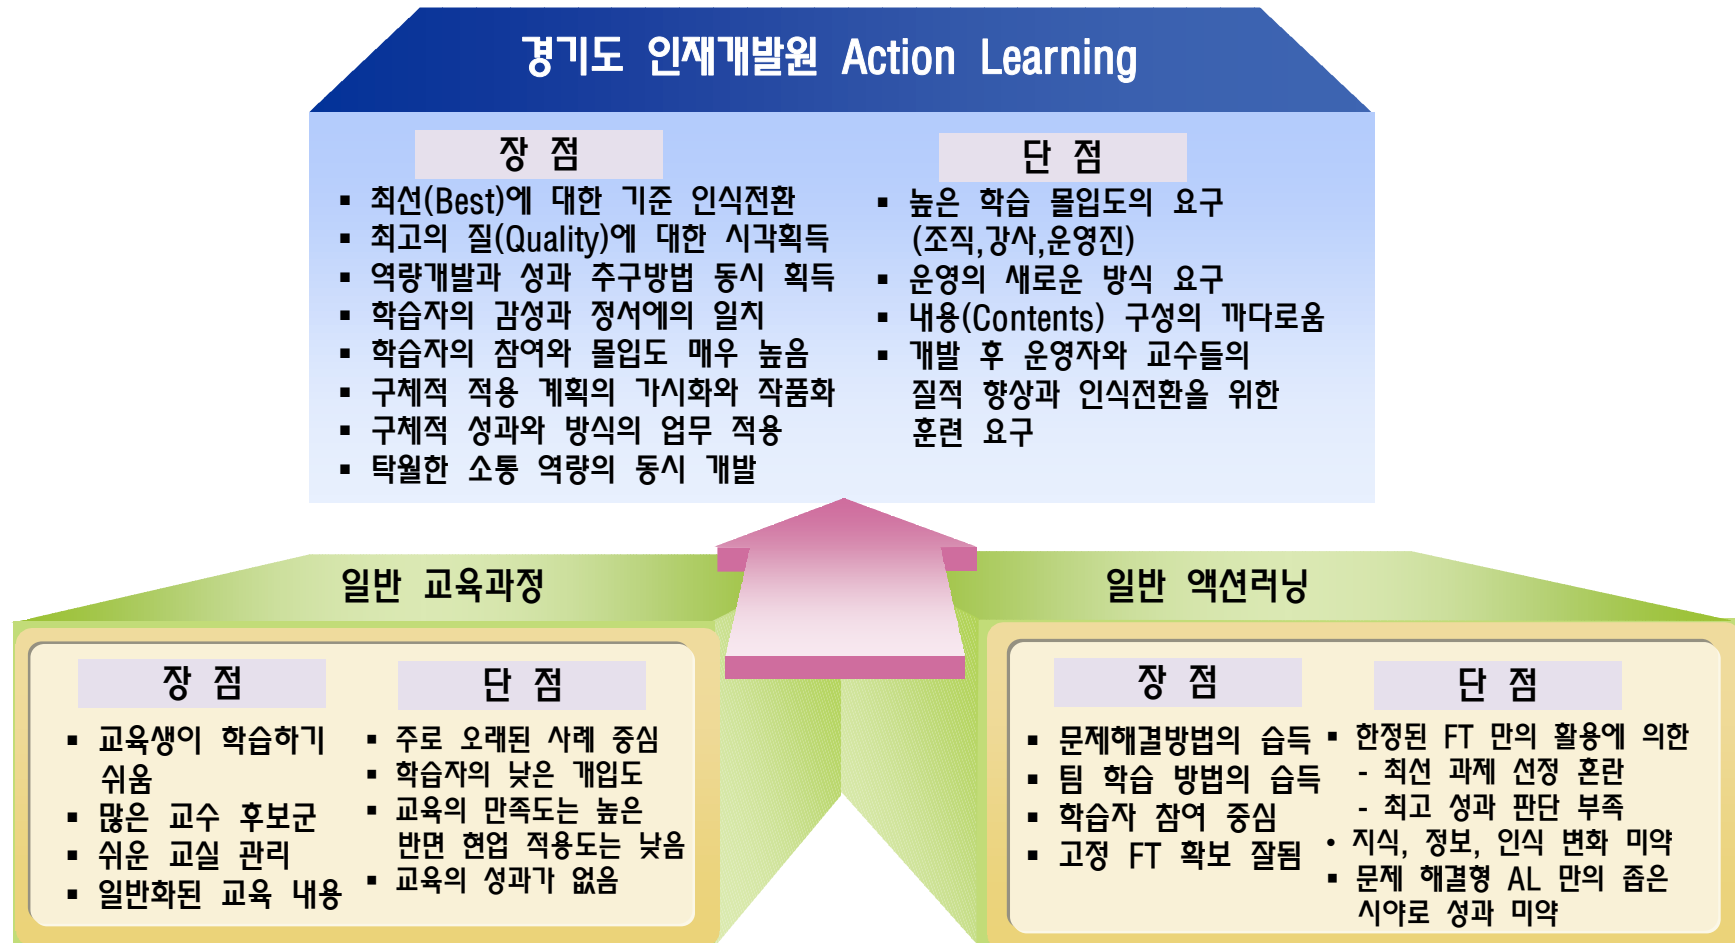 경기도 인재개발원 Action Learning
장 점
▪ 최선(Best)에 대한 기준 인식전환
▪ 최고의 질(Quality)에 대한 시각획득
▪ 역량개발과 성과 추구방법 동시 획득
▪ 학습자의 감성과 정서에의 일치
▪ 학습자의 참여와 몰입도 매우 높음
▪ 구체적 적용 계획의 가시화와 작품화
▪ 구체적 성과와 방식의 업무 적용
▪ 탁월한 소통 역량의 동시 개발
단 점
▪ 높은 학습 몰입도의 요구
(조직,강사,운영진)
▪ 운영의 새로운 방식 요구
▪ 내용(Contents) 구성의 까다로움
▪ 개발 후 운영자와 교수들의
질적 향상과 인식전환을 위한
훈련 요구
일반 교육과정
장 점
▪ 교육생이 학습하기
쉬움
▪ 많은 교수 후보군
▪ 쉬운 교실 관리
▪ 일반화된 교육 내용
단 점
▪ 주로 오래된 사례 중심
▪ 학습자의 낮은 개입도
▪ 교육의 만족도는 높은
반면 현업 적용도는 낮음
▪ 교육의 성과가 없음
일반 액션러닝
장 점
▪ 문제해결방법의 습득
▪ 팀 학습 방법의 습득
▪ 학습자 참여 중심
▪ 고정 FT 확보 잘됨
단 점
▪ 한정된 FT 만의 활용에 의한
- 최선 과제 선정 혼란
- 최고 성과 판단 부족
• 지식, 정보, 인식 변화 미약
▪ 문제 해결형 AL 만의 좁은
시야로 성과 미약